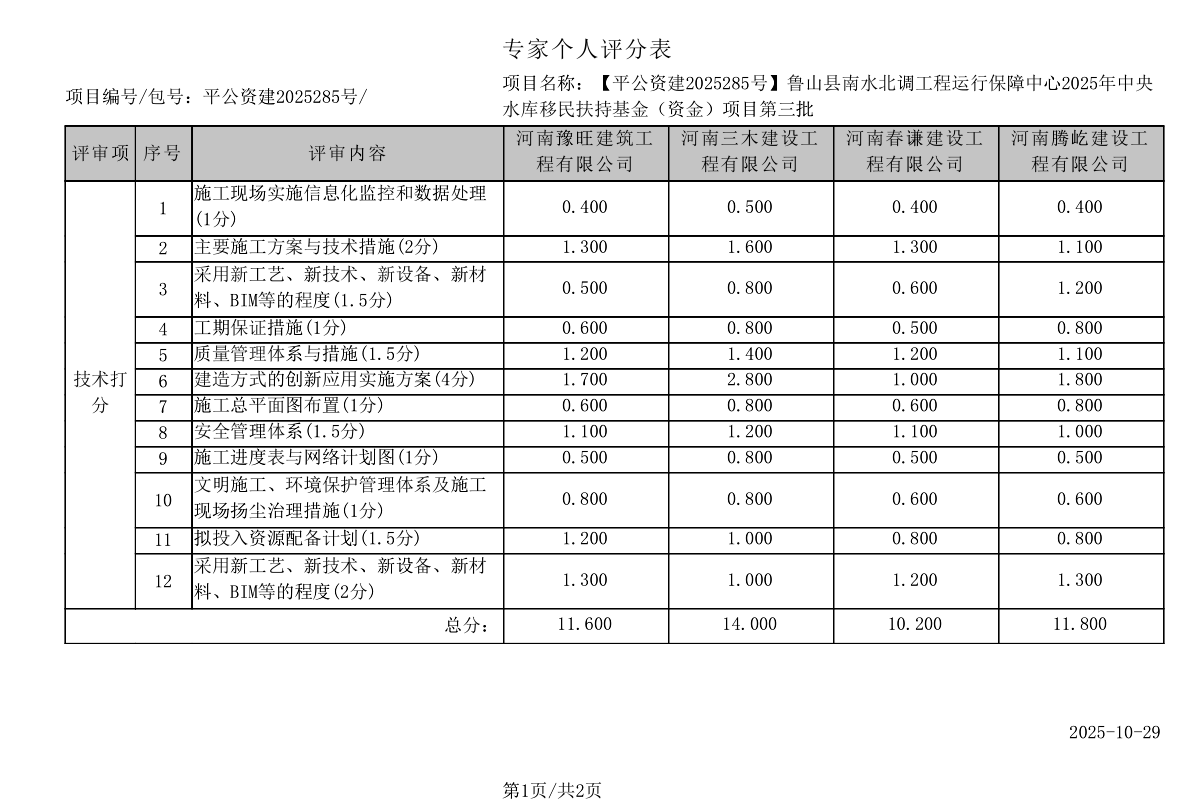 专家个人评分表
项目编号/包号：平公资建2025285号/
项目名称：【平公资建2025285号】鲁山县南水北调工程运行保障中心2025年中央
水库移民扶持基金（资金）项目第三批
评审项 序号 评审内容 河南豫旺建筑工程有限公司 河南三木建设工程有限公司 河南春谦建设工程有限公司 河南腾屹建设工程有限公司
技术打分
1 施工现场实施信息化监控和数据处理(1分) 0.400 0.500 0.400 0.400
2 主要施工方案与技术措施(2分) 1.300 1.600 1.300 1.100
3 采用新工艺、新技术、新设备、新材料、BIM等的程度(1.5分) 0.500 0.800 0.600 1.200
4 工期保证措施(1分) 0.600 0.800 0.500 0.800
5 质量管理体系与措施(1.5分) 1.200 1.400 1.200 1.100
6 建造方式的创新应用实施方案(4分) 1.700 2.800 1.000 1.800
7 施工总平面图布置(1分) 0.600 0.800 0.600 0.800
8 安全管理体系(1.5分) 1.100 1.200 1.100 1.000
9 施工进度表与网络计划图(1分) 0.500 0.800 0.500 0.500
10 文明施工、环境保护管理体系及施工现场扬尘治理措施(1分) 0.800 0.800 0.600 0.600
11 拟投入资源配备计划(1.5分) 1.200 1.000 0.800 0.800
12 采用新工艺、新技术、新设备、新材料、BIM等的程度(2分) 1.300 1.000 1.200 1.300
总分： 11.600 14.000 10.200 11.800
2025-10-29
第1页/共2页